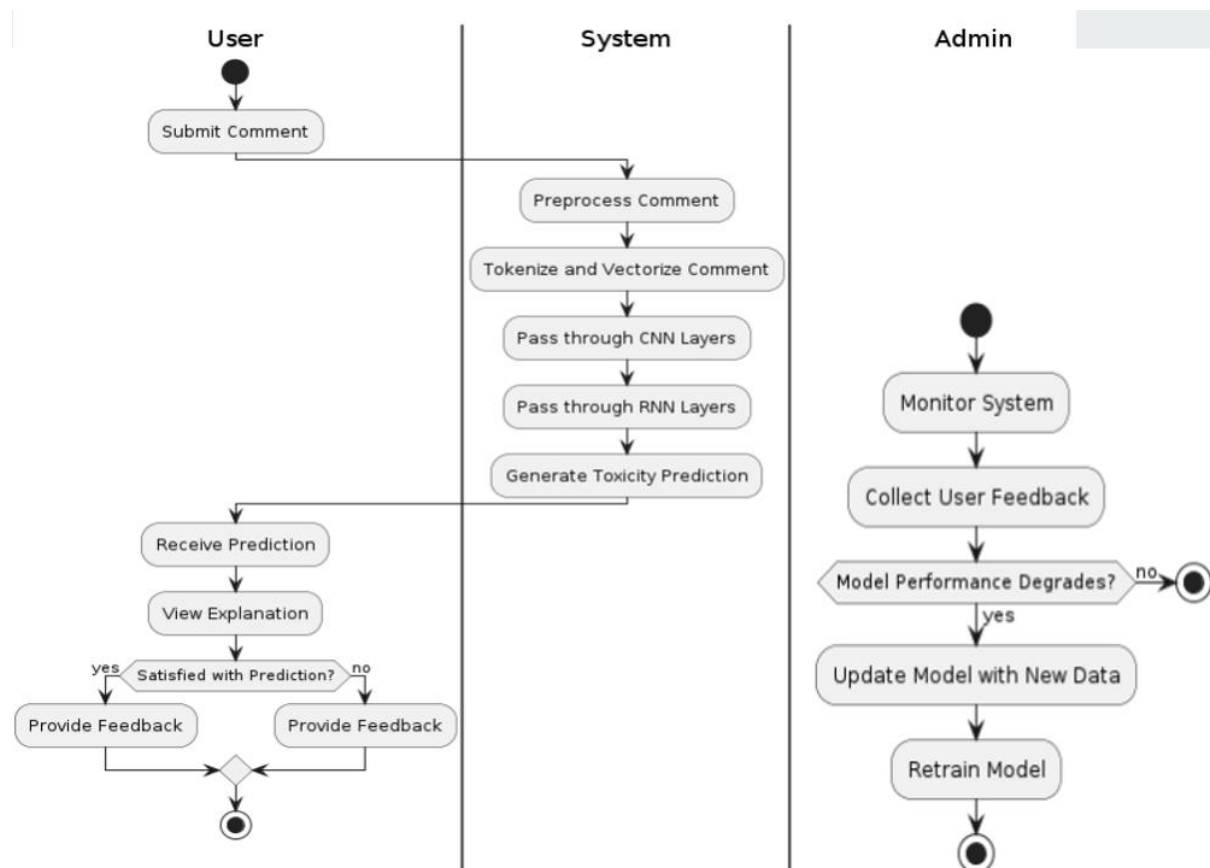 User
System
Admin
Submit Comment
Preprocess Comment
Tokenize and Vectorize Comment
Pass through CNN Layers
Pass through RNN Layers
Generate Toxicity Prediction
Receive Prediction
View Explanation
Satisfied with Prediction?
yes
no
Provide Feedback
Provide Feedback
Monitor System
Collect User Feedback
Model Performance Degrades?
no
yes
Update Model with New Data
Retrain Model